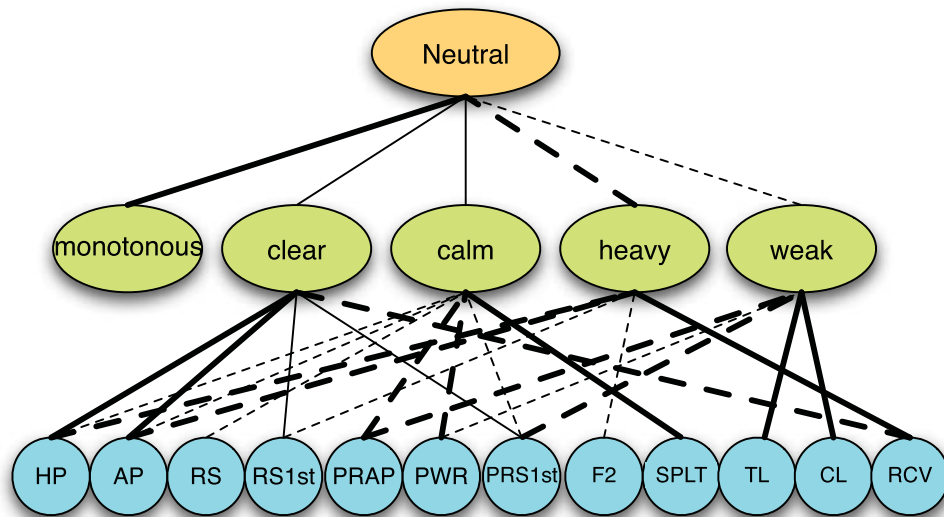 Neutral
monotonous clear calm heavy weak
HP AP RS RS1st PRAP PWR PRS1st F2 SPLT TL CL RCV